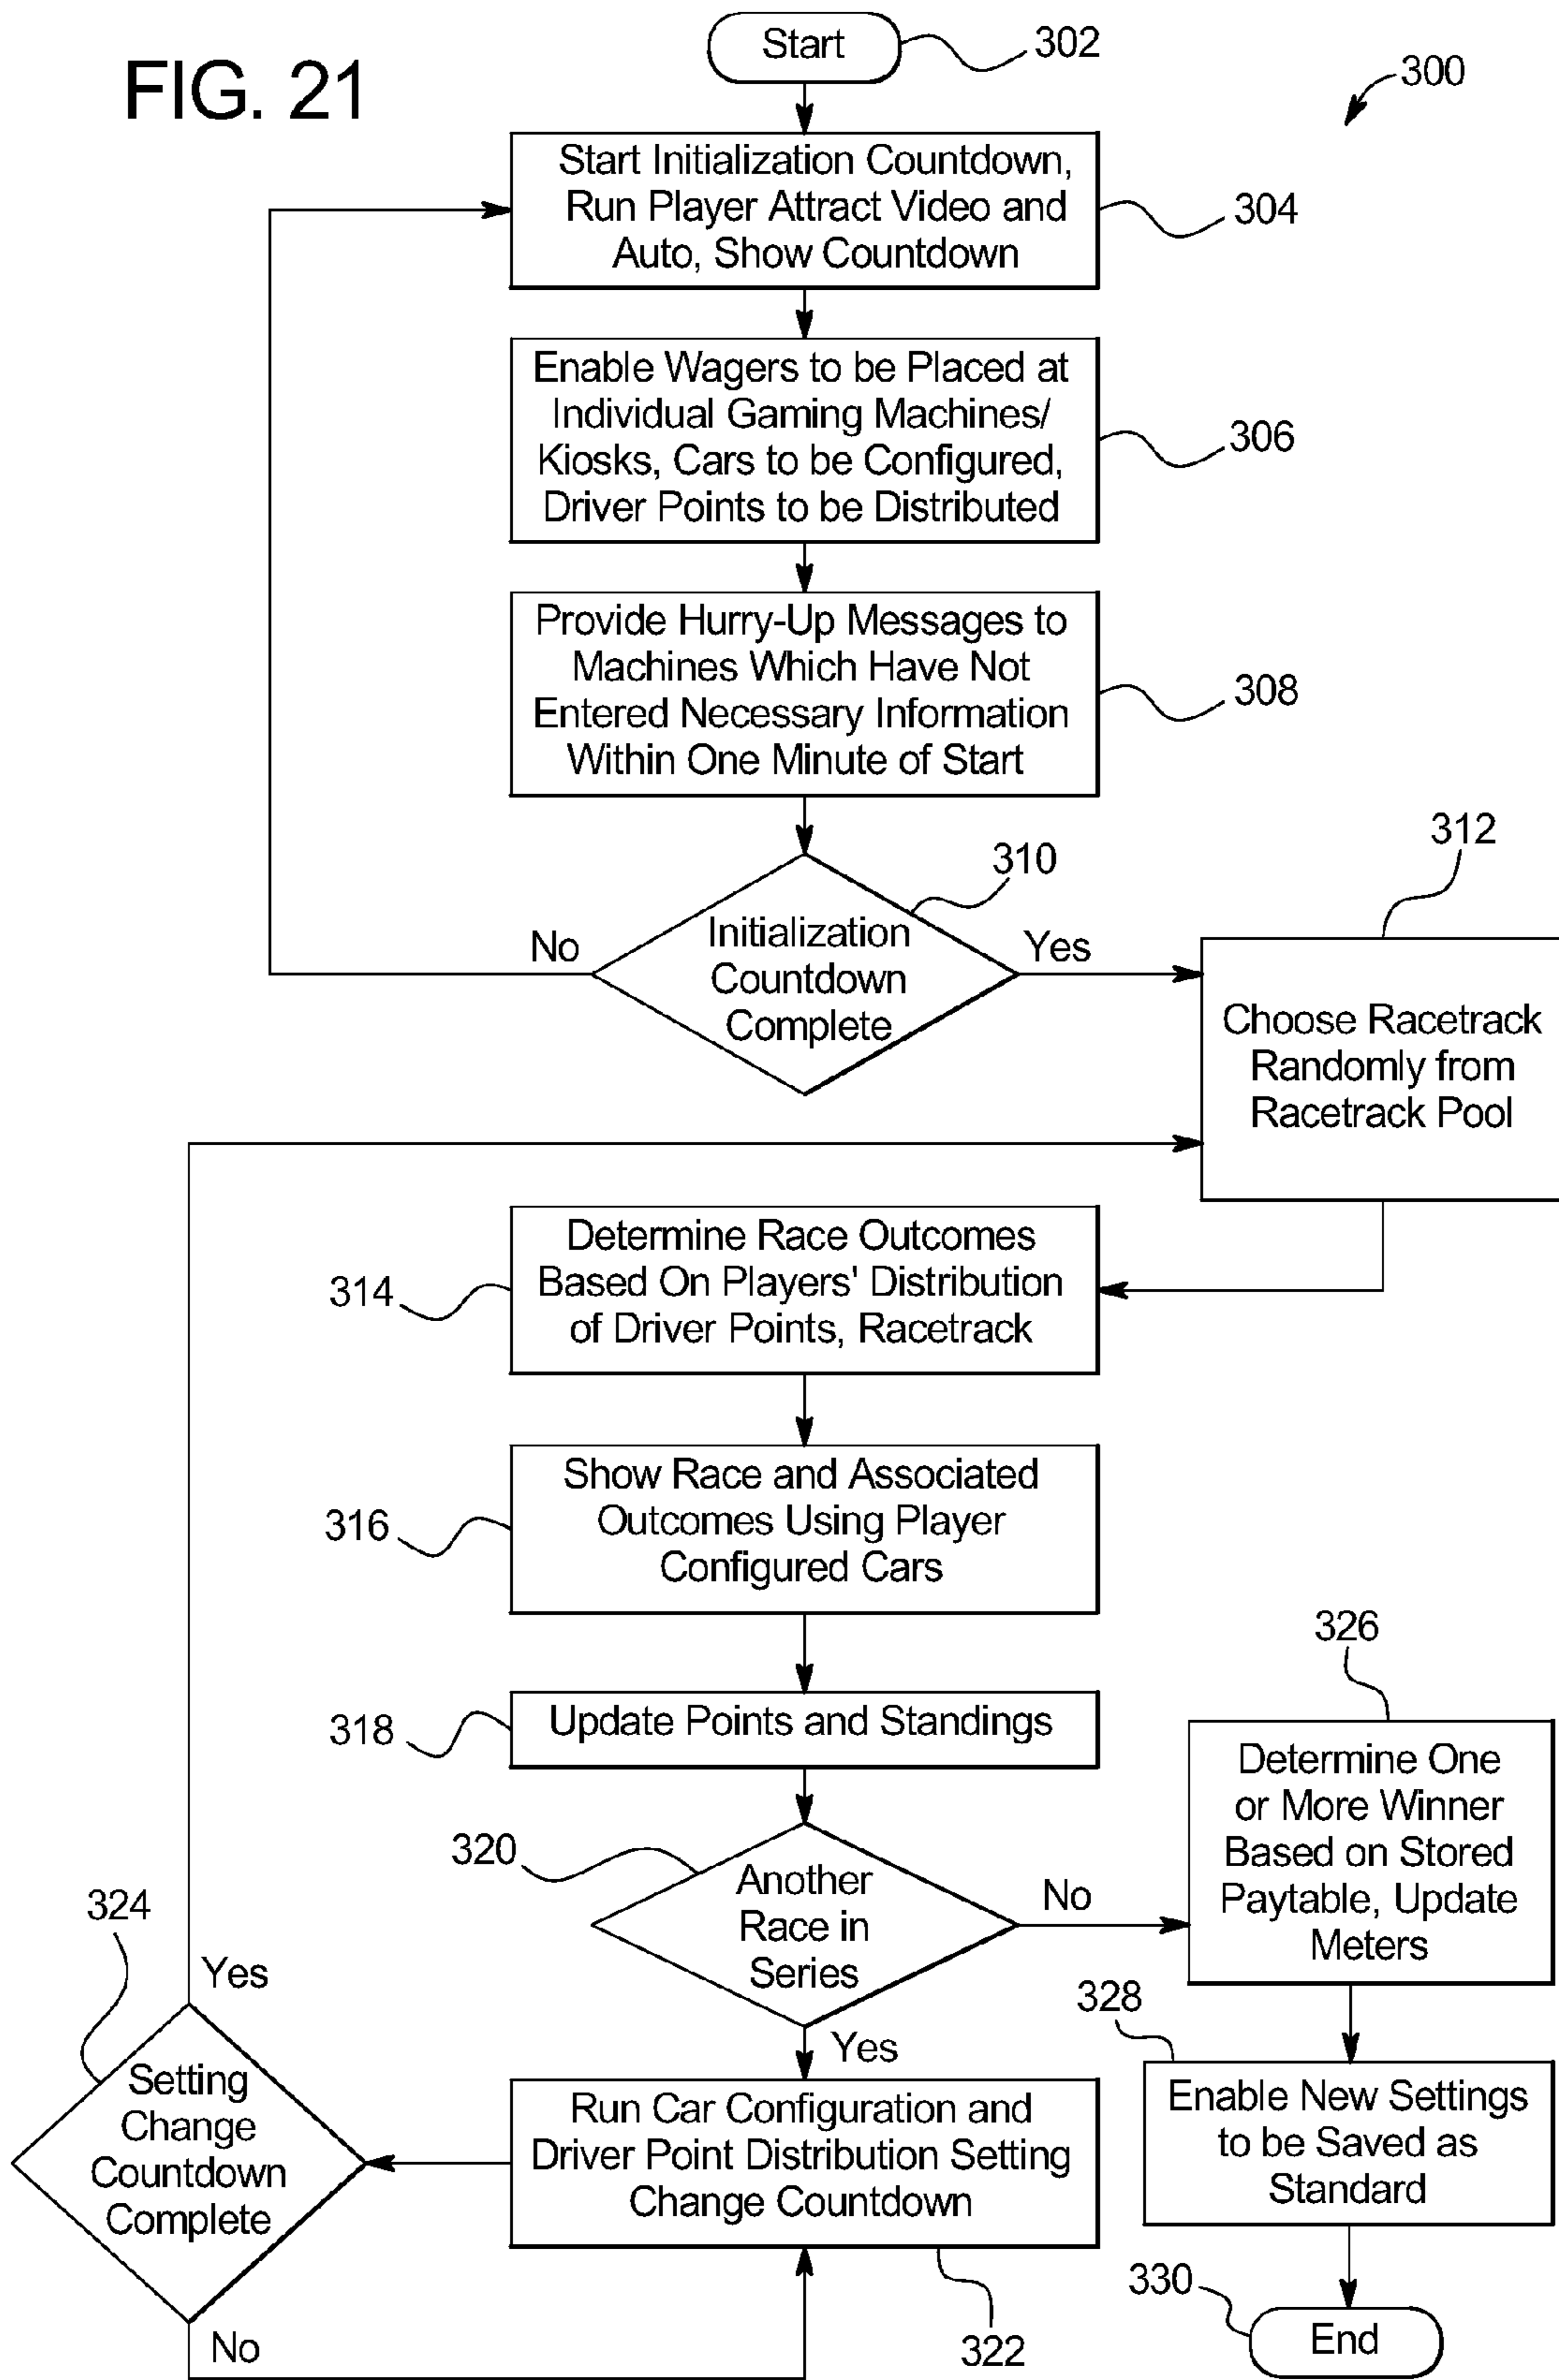 FIG. 21
Start
302
300
Start Initialization Countdown,
Run Player Attract Video and
Auto, Show Countdown
304
Enable Wagers to be Placed at
Individual Gaming Machines/
Kiosks, Cars to be Configured,
Driver Points to be Distributed
306
Provide Hurry-Up Messages to
Machines Which Have Not
Entered Necessary Information
Within One Minute of Start
308
310
Initialization
Countdown
Complete
No
Yes
312
Choose Racetrack
Randomly from
Racetrack Pool
314
Determine Race Outcomes
Based On Players' Distribution
of Driver Points, Racetrack
316
Show Race and Associated
Outcomes Using Player
Configured Cars
318
Update Points and Standings
320
Another
Race in
Series
No
Yes
326
Determine One
or More Winner
Based on Stored
Paytable, Update
Meters
324
Yes
Setting
Change
Countdown
Complete
No
Run Car Configuration and
Driver Point Distribution Setting
Change Countdown
322
328
Enable New Settings
to be Saved as
Standard
330
End